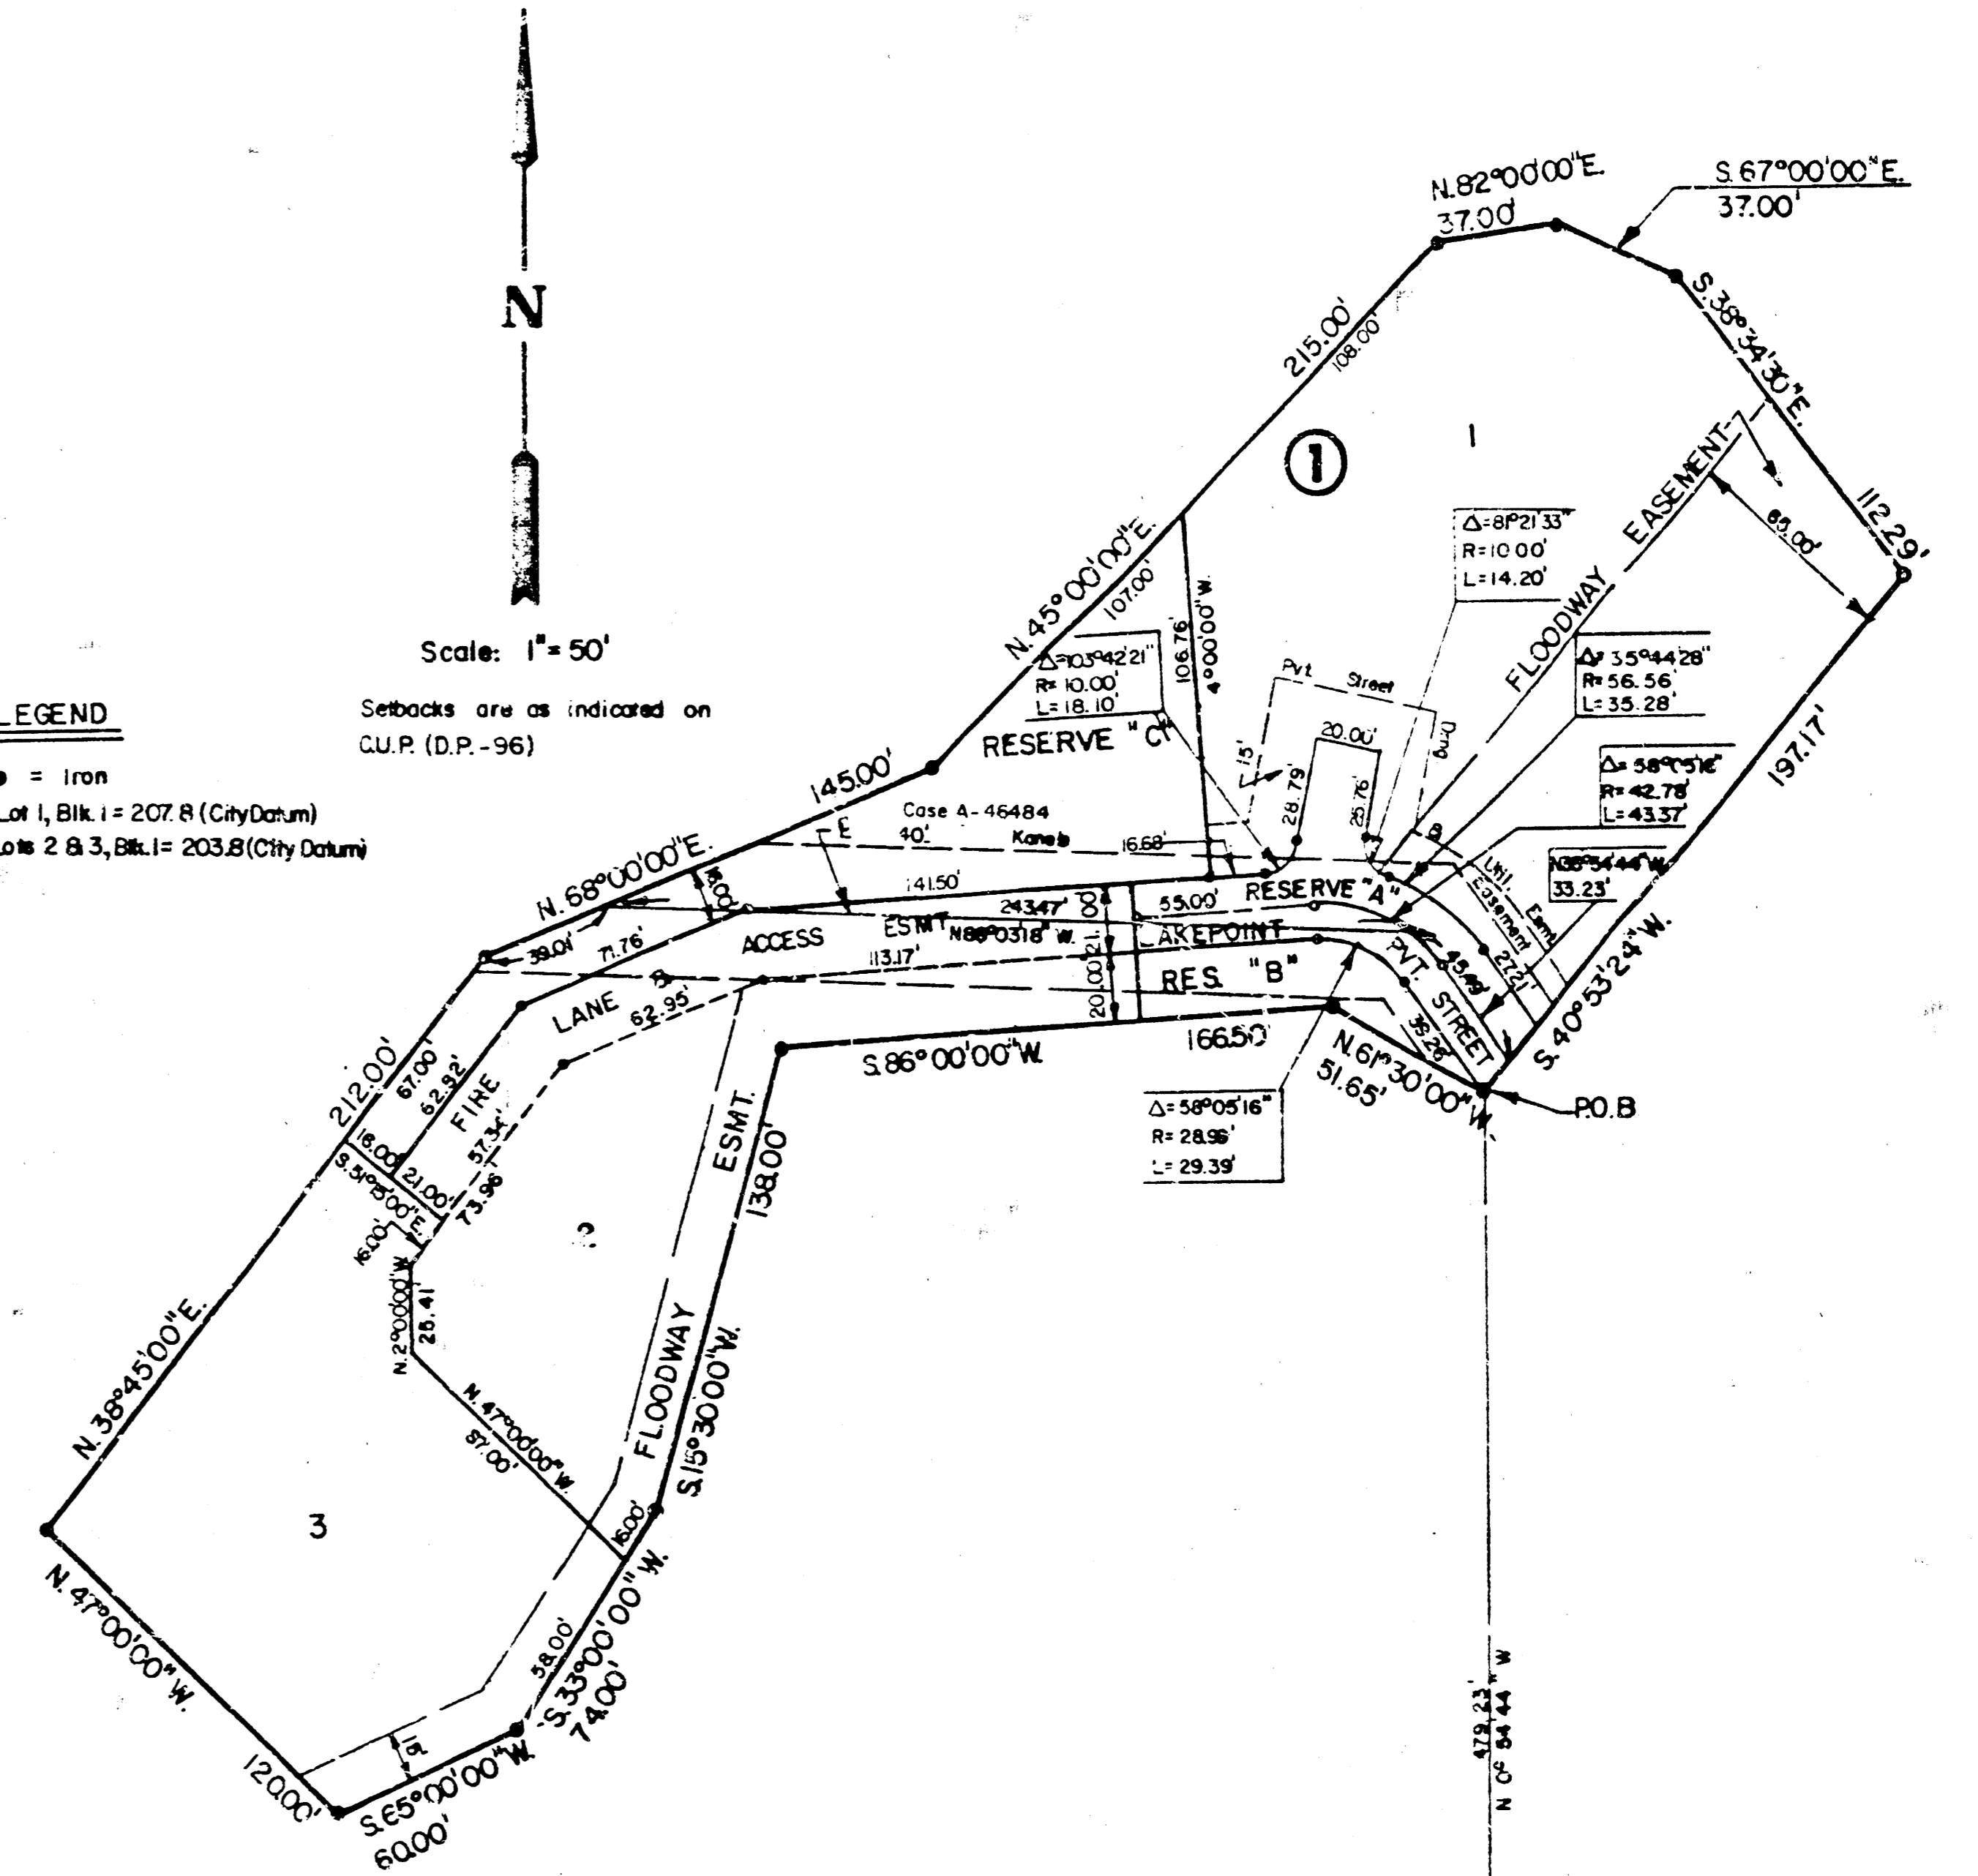 N
Scale: 1"= 50'
Setbacks are as indicated on
C.U.P. (D.P.-96)
LEGEND
= Iron
Lot 1, Blk. 1 = 207.8 (City Datum)
Lots 2 & 3, Blk. 1 = 203.8 (City Datum)
N.82°00'00"E.
37.00'
S.67°00'00"E.
37.00'
S.38°34'30"E.
112.29'
215.00'
108.00'
1
1
FLOODWAY EASEMENT
65.00'
197.17'
S.40°53'24"W.
N.45°00'00"E.
107.00'
106.76'
4°00'00"W.
Δ=81°21'33"
R=10.00'
L=14.20'
Δ=103°42'21"
R=10.00'
L=18.10'
Δ=35°44'28"
R=56.56'
L=35.28'
Δ=58°05'16"
R=42.78'
L=43.37'
33.23'
RESERVE "C"
Pvt. Street
20.00'
15'
28.79'
25.76'
145.00'
Case A-46484
E
40'
16.68'
N.68°00'00"E.
141.50'
243.47'
55.00'
RESERVE "A"
Util.
Easement
Esmt.
39.01'
71.76'
ACCESS
ESMT.
LAKEPOINT
PVT. STREET
45.49'
27.21'
113.17'
RES. "B"
LANE
62.95'
20.00'
166.50'
S.86°00'00"W.
N.61°30'00"W.
51.65'
P.O.B.
212.00'
67.00'
62.92'
FIRE
57.34'
16.00'
21.00'
S.51°15'00"E.
73.96'
16.00'
Δ=58°05'16"
R=28.96'
L=29.39'
ESMT.
138.00'
2
N.2°00'00"W.
25.41'
N.38°45'00"E.
N.47°00'00"W.
87.00'
FLOODWAY
S.15°30'00"W.
16.00'
3
N.47°00'00"W.
120.00'
58.00'
S.33°00'00"W.
74.00'
15'
S.65°00'00"W.
60.00'
479.23'
N 0° 54' 44" W